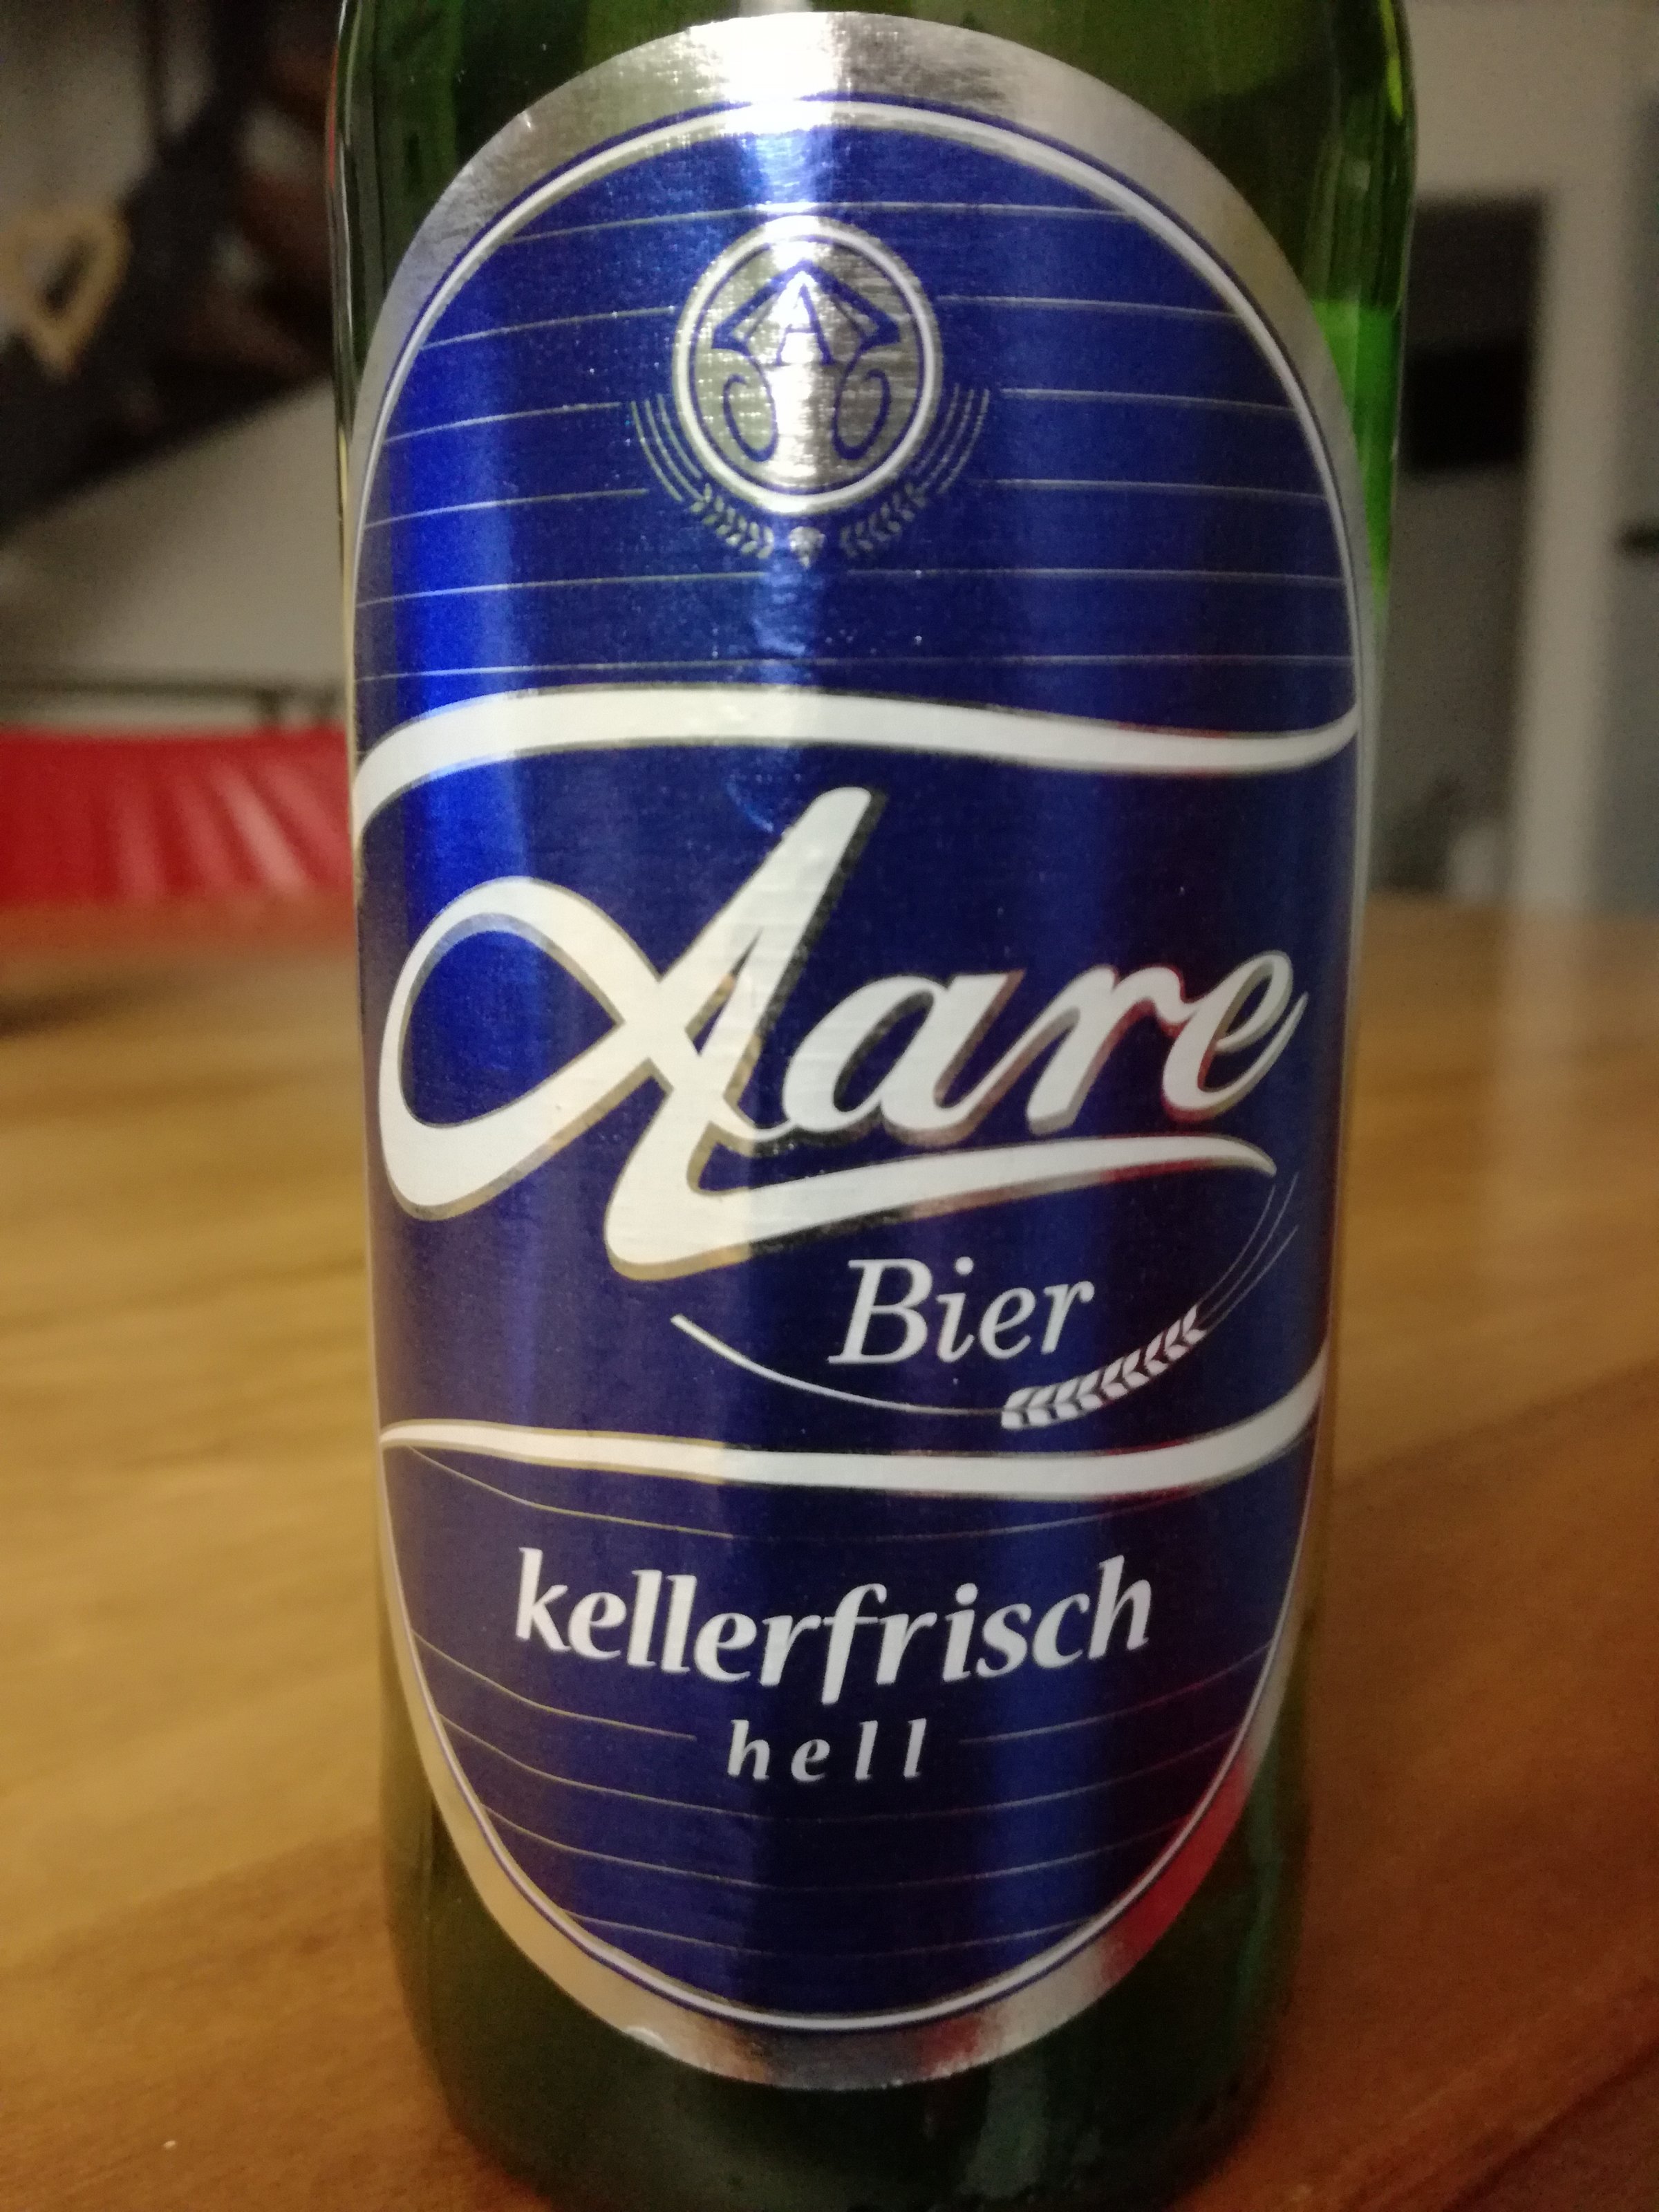 A
Aare
Bier
kellerfrisch
hell